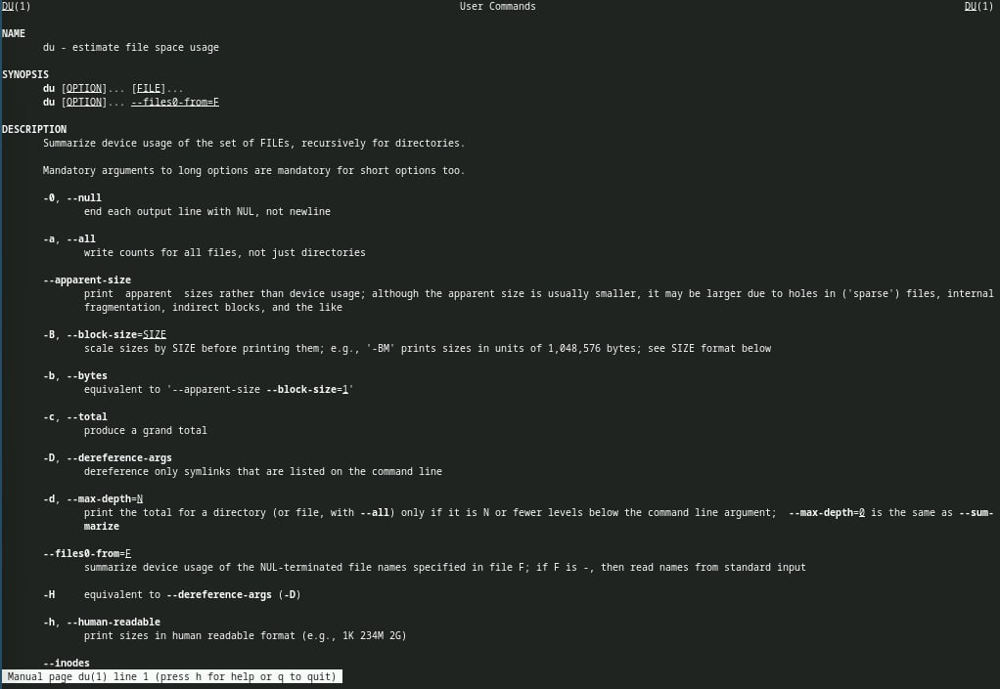 DU(1) User Commands DU(1)
NAME
du - estimate file space usage
SYNOPSIS
du [OPTION]... [FILE]...
du [OPTION]... --files0-from=F
DESCRIPTION
Summarize device usage of the set of FILEs, recursively for directories.
Mandatory arguments to long options are mandatory for short options too.
-0, --null
end each output line with NUL, not newline
-a, --all
write counts for all files, not just directories
--apparent-size
print  apparent  sizes rather than device usage; although the apparent size is usually smaller, it may be larger due to holes in ('sparse') files, internal
fragmentation, indirect blocks, and the like
-B, --block-size=SIZE
scale sizes by SIZE before printing them; e.g., '-BM' prints sizes in units of 1,048,576 bytes; see SIZE format below
-b, --bytes
equivalent to '--apparent-size --block-size=1'
-c, --total
produce a grand total
-D, --dereference-args
dereference only symlinks that are listed on the command line
-d, --max-depth=N
print the total for a directory (or file, with --all) only if it is N or fewer levels below the command line argument;  --max-depth=0 is the same as --sum-
marize
--files0-from=F
summarize device usage of the NUL-terminated file names specified in file F; if F is -, then read names from standard input
-H equivalent to --dereference-args (-D)
-h, --human-readable
print sizes in human readable format (e.g., 1K 234M 2G)
--inodes
Manual page du(1) line 1 (press h for help or q to quit)